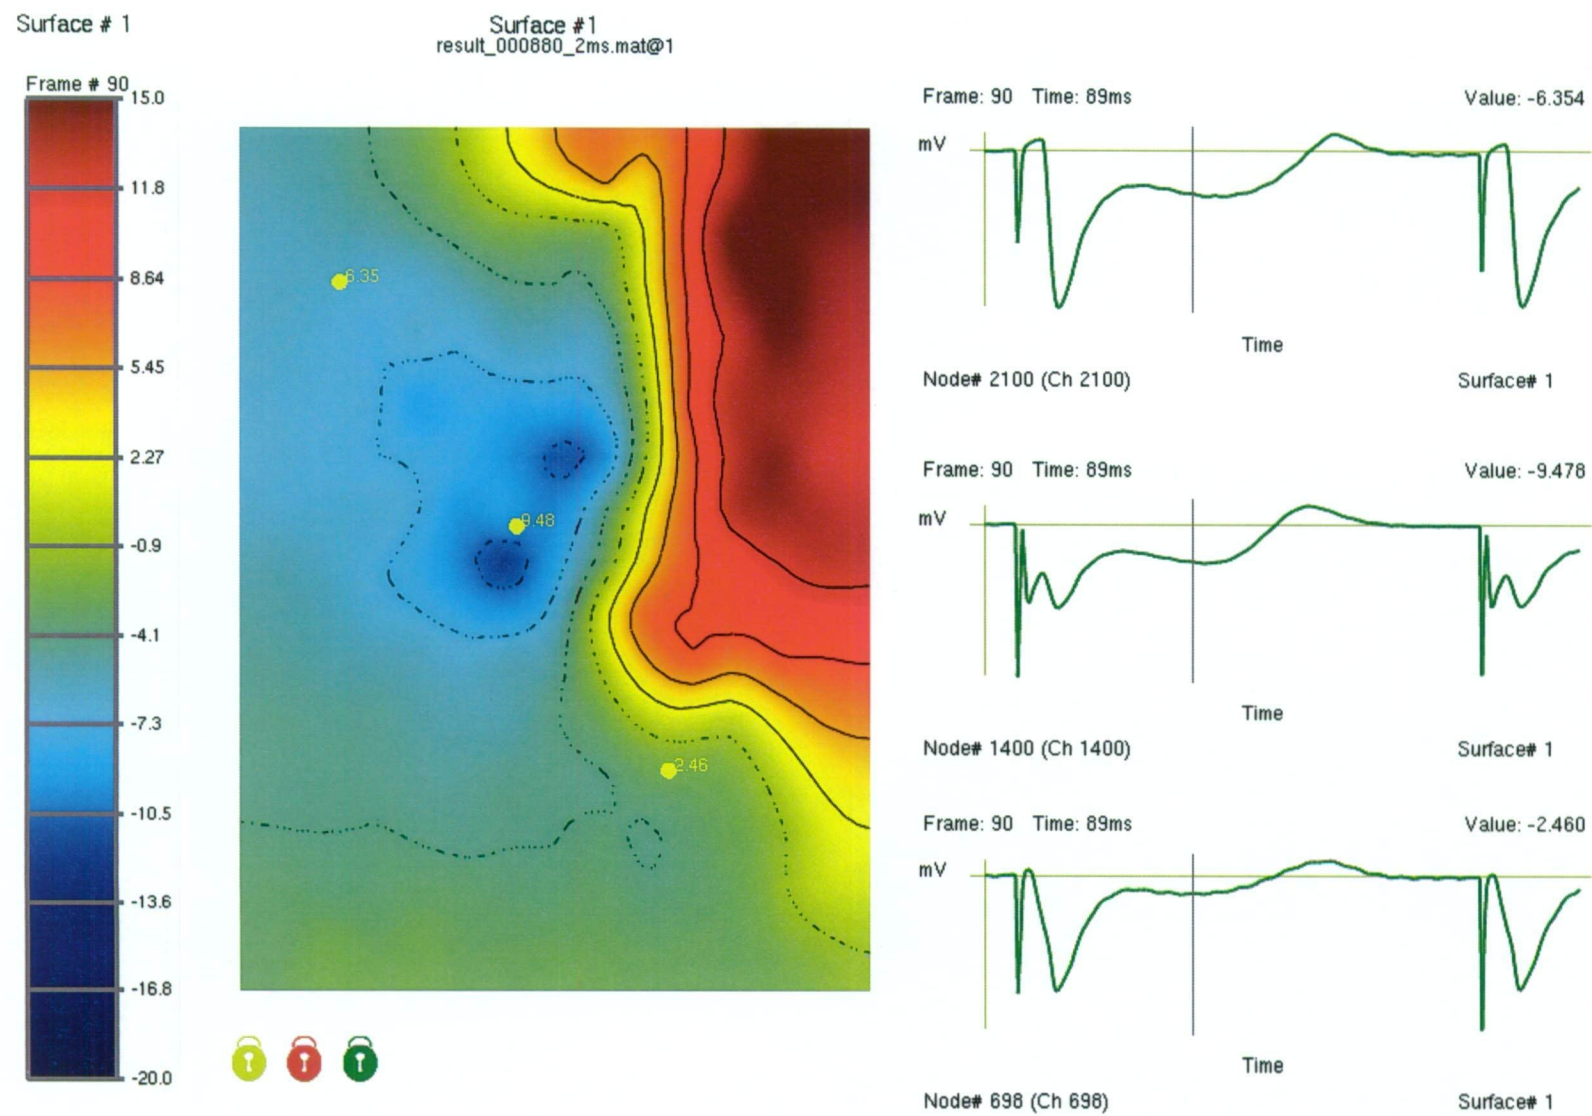 Surface # 1
Surface #1
result_000880_2ms.mat@1
Frame # 90
15.0
11.8
8.64
5.45
2.27
-0.9
-4.1
-7.3
-10.5
-13.6
-16.8
-20.0
6.35
9.48
2.46
Frame: 90 Time: 89ms Value: -6.354
mV
Time
Node# 2100 (Ch 2100) Surface# 1
Frame: 90 Time: 89ms Value: -9.478
mV
Time
Node# 1400 (Ch 1400) Surface# 1
Frame: 90 Time: 89ms Value: -2.460
mV
Time
Node# 698 (Ch 698) Surface# 1